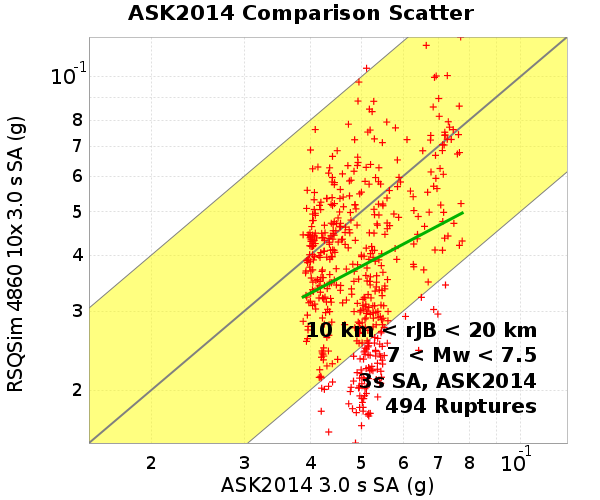 ASK2014 Comparison Scatter
RSQSim 4860 10x 3.0 s SA (g)
10-1
8
7
6
5
4
3
2
10 km < rJB < 20 km
7 < Mw < 7.5
3s SA, ASK2014
494 Ruptures
2 3 4 5 6 7 8 10-1
ASK2014 3.0 s SA (g)